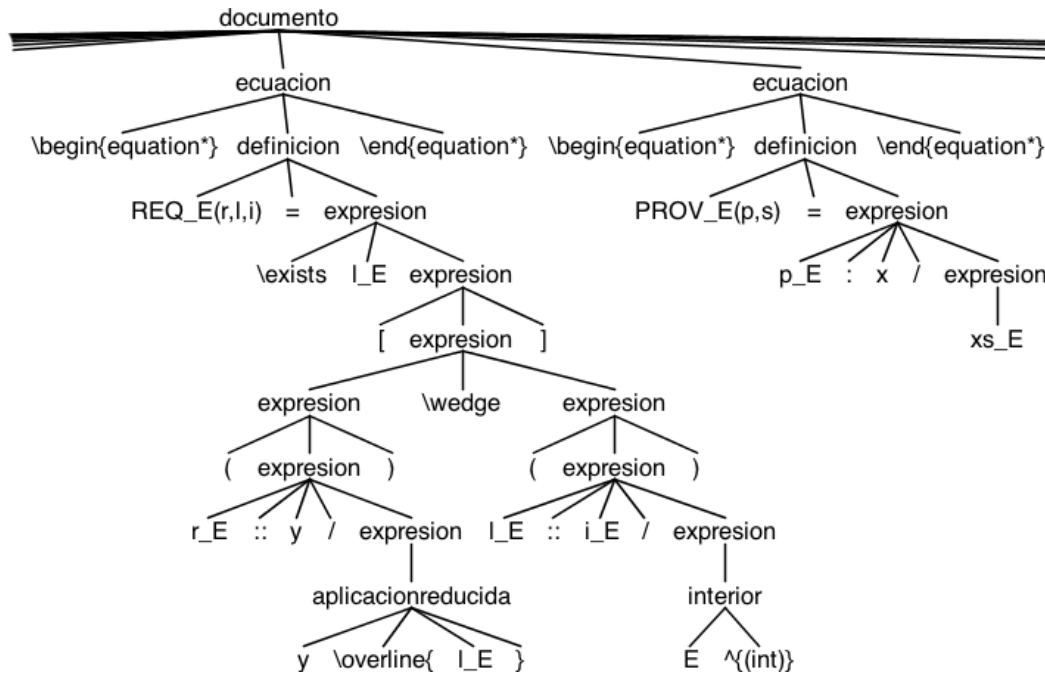 documento
ecuacion ecuacion
\begin{equation*} definicion \end{equation*} \begin{equation*} definicion \end{equation*}
REQ_E(r,l,i) = expresion PROV_E(p,s) = expresion
\exists l_E expresion p_E : x / expresion
[ expresion ] xs_E
expresion \wedge expresion
( expresion ) ( expresion )
r_E :: y / expresion l_E :: i_E / expresion
aplicacionreducida interior
y \overline{ l_E } E ^{(int)}